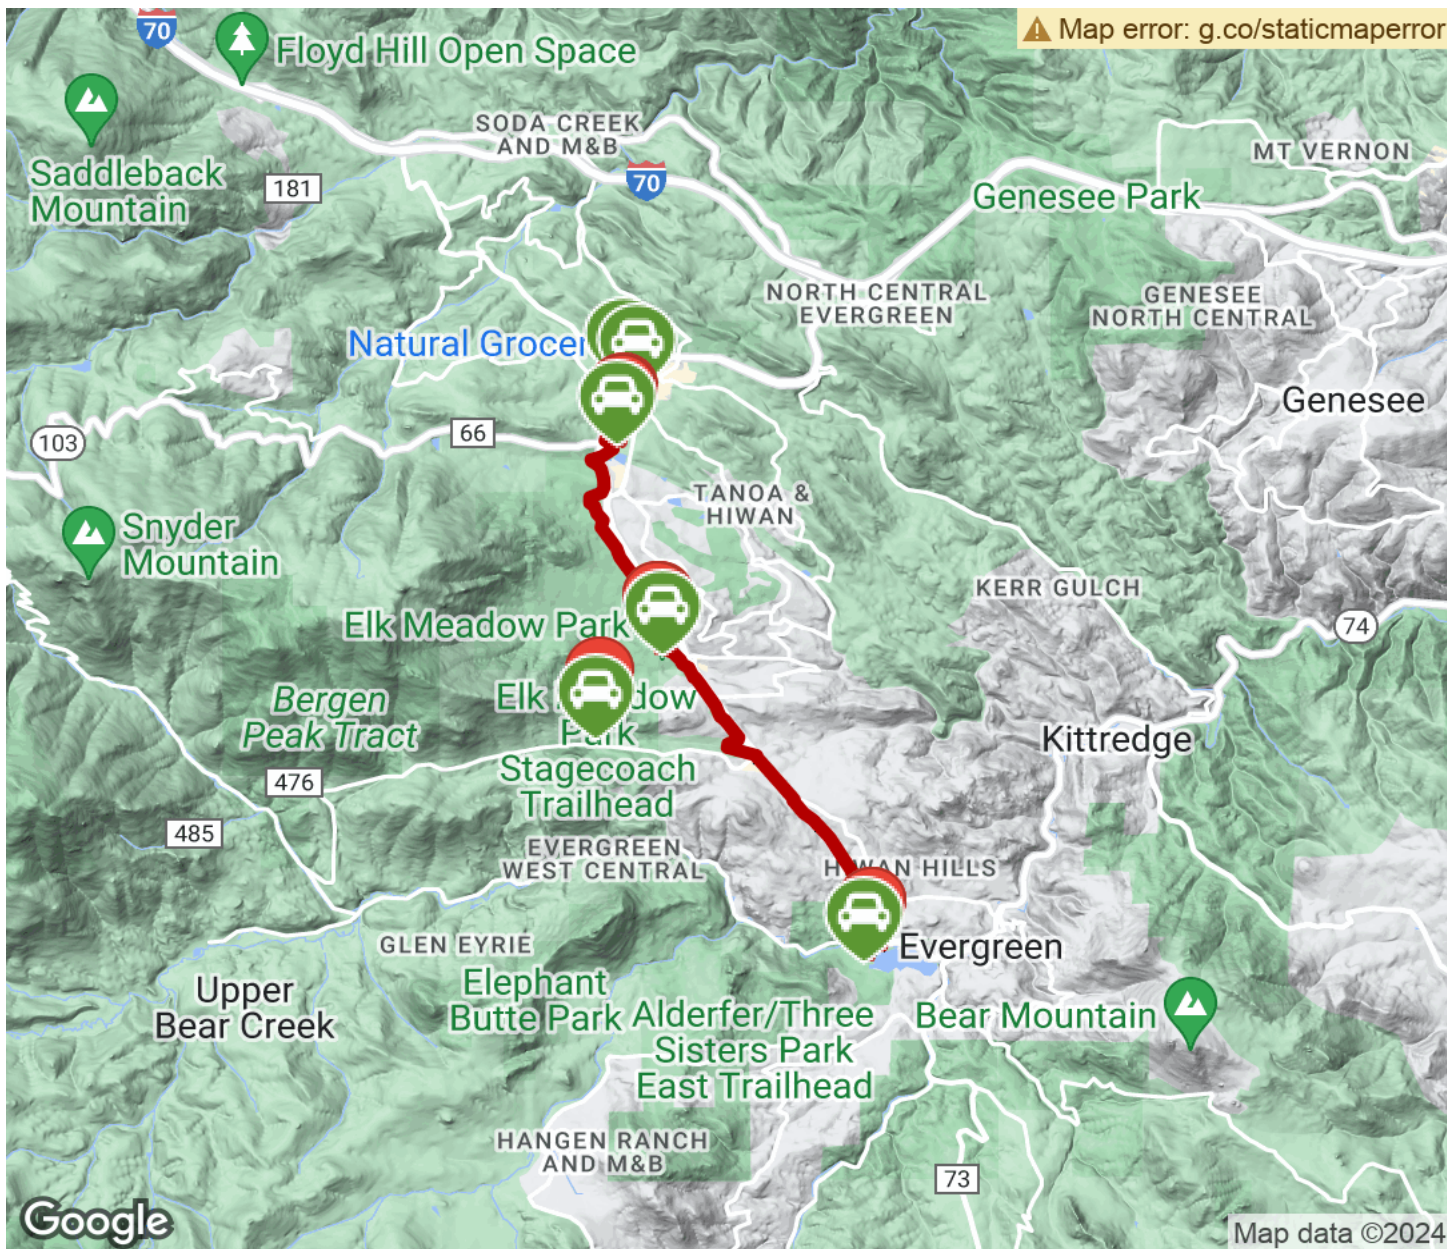 70
Floyd Hill Open Space
Map error: g.co/staticmaperror
Saddleback
Mountain
181
SODA CREEK
AND M&B
70
MT VERNON
Genesee Park
NORTH CENTRAL
EVERGREEN
GENESEE
NORTH CENTRAL
Natural Grocer
Genesee
103
66
TANOA &
HIWAN
Snyder
Mountain
KERR GULCH
74
Elk Meadow Park
Bergen
Peak Tract
Elk
dow
Park
Stagecoach
Trailhead
Kittredge
476
485
EVERGREEN
WEST CENTRAL
HIWAN HILLS
GLEN EYRIE
Evergreen
Upper
Bear Creek
Elephant
Butte Park
Alderfer/Three
Sisters Park
East Trailhead
Bear Mountain
HANGEN RANCH
AND M&B
73
Google
Map data ©2024